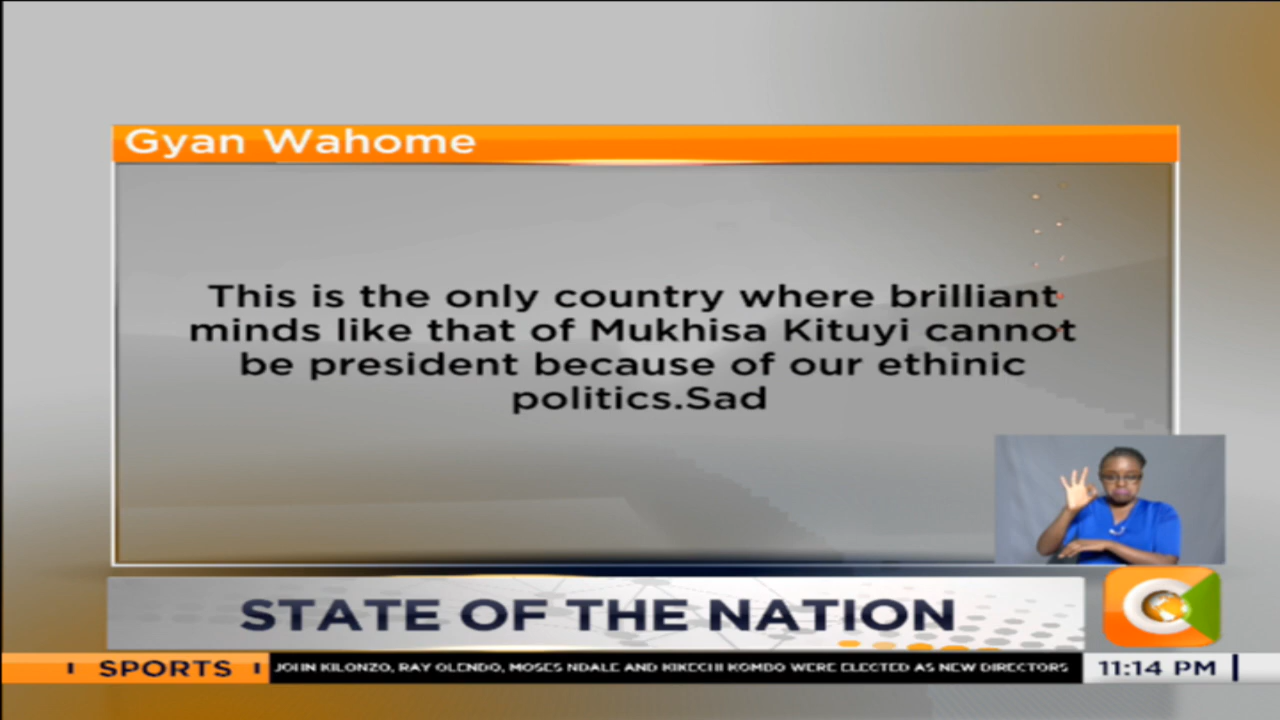 Gyan Wahome
This is the only country where brilliant
minds like that of Mukhisa Kituyi cannot
be president because of our ethinic
politics.Sad
STATE OF THE NATION
SPORTS
JOHN KILONZO, RAY OLENDO, MOSES NDALE AND KIKECHI KOMBO WERE ELECTED AS NEW DIRECTORS
11:14 PM